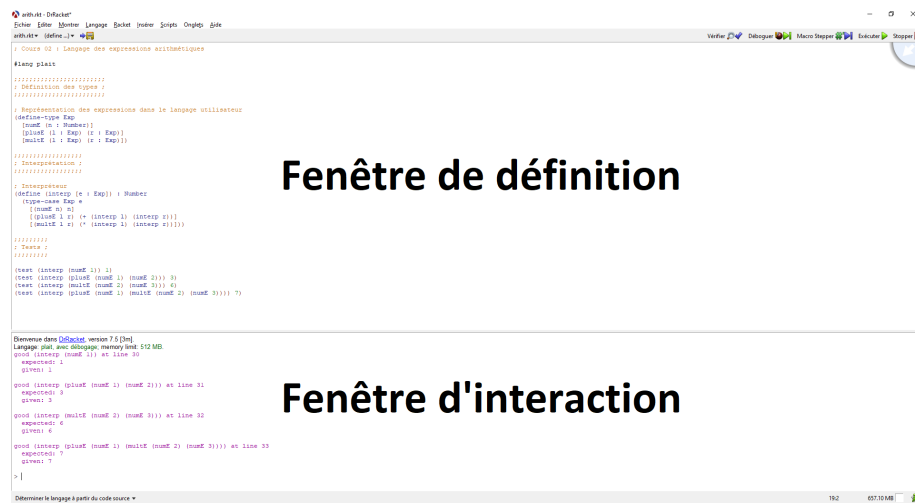 arith.rkt - DrRacket*
Fichier Éditer Montrer Langage Racket Insérer Scripts Onglets Aide
arith.rkt (define ...) Vérifier Déboguer Macro Stepper Exécuter Stopper
; Cours 02 : Langage des expressions arithmétiques
#lang plait
;;;;;;;;;;;;;;;;;;;;;;;;
; Définition des types ;
;;;;;;;;;;;;;;;;;;;;;;;;
; Représentation des expressions dans le langage utilisateur
(define-type Exp
[numE (n : Number)]
[plusE (l : Exp) (r : Exp)]
[multE (l : Exp) (r : Exp)])
;;;;;;;;;;;;;;;;;;
; Interprétation ;
;;;;;;;;;;;;;;;;;;
; Interpréteur
(define (interp [e : Exp]) : Number
(type-case Exp e
[(numE n) n]
[(plusE l r) (+ (interp l) (interp r))]
[(multE l r) (* (interp l) (interp r))]))
;;;;;;;;;
; Tests ;
;;;;;;;;;
(test (interp (numE 1)) 1)
(test (interp (plusE (numE 1) (numE 2))) 3)
(test (interp (multE (numE 2) (numE 3))) 6)
(test (interp (plusE (numE 1) (multE (numE 2) (numE 3)))) 7)
Fenêtre de définition
Bienvenue dans DrRacket, version 7.5 [3m].
Langage: plait, avec débogage; memory limit: 512 MB.
good (interp (numE 1)) at line 30
expected: 1
given: 1
good (interp (plusE (numE 1) (numE 2))) at line 31
expected: 3
given: 3
good (interp (multE (numE 2) (numE 3))) at line 32
expected: 6
given: 6
good (interp (plusE (numE 1) (multE (numE 2) (numE 3)))) at line 33
expected: 7
given: 7
>
Fenêtre d'interaction
Déterminer le langage à partir du code source 19:2 657.10 MB